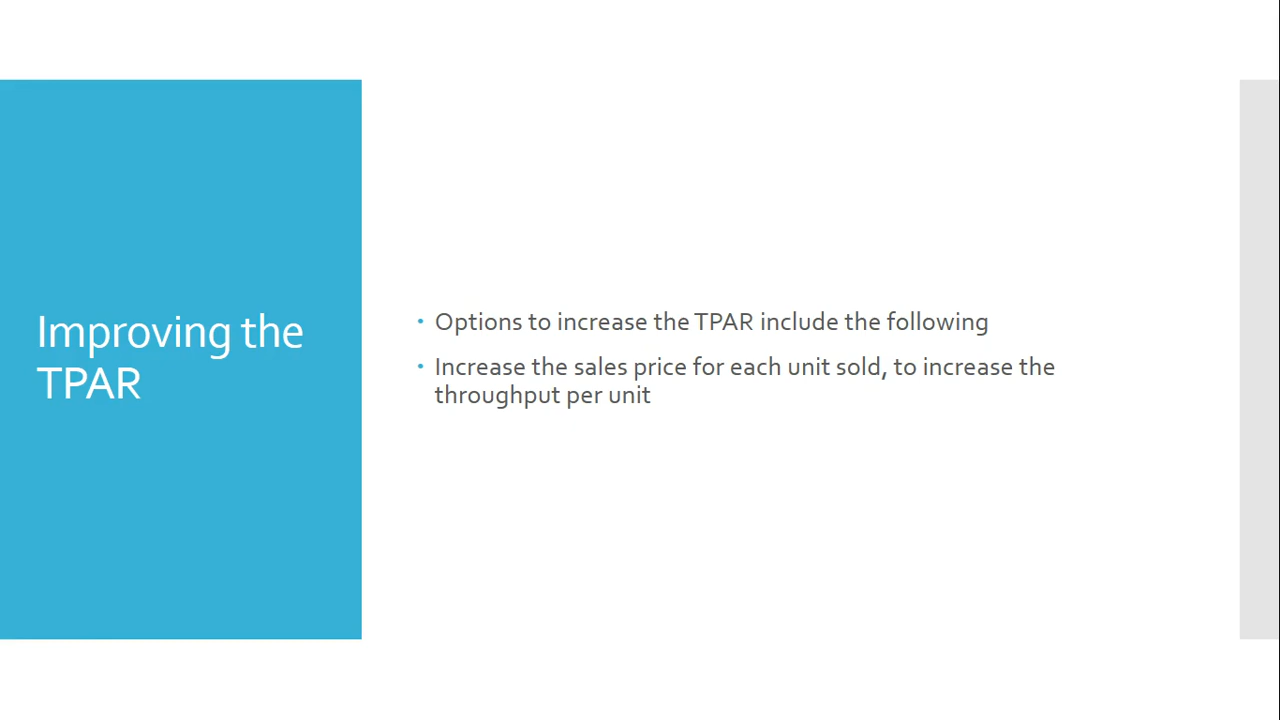 Improving the
TPAR
• Options to increase the TPAR include the following
• Increase the sales price for each unit sold, to increase the
throughput per unit